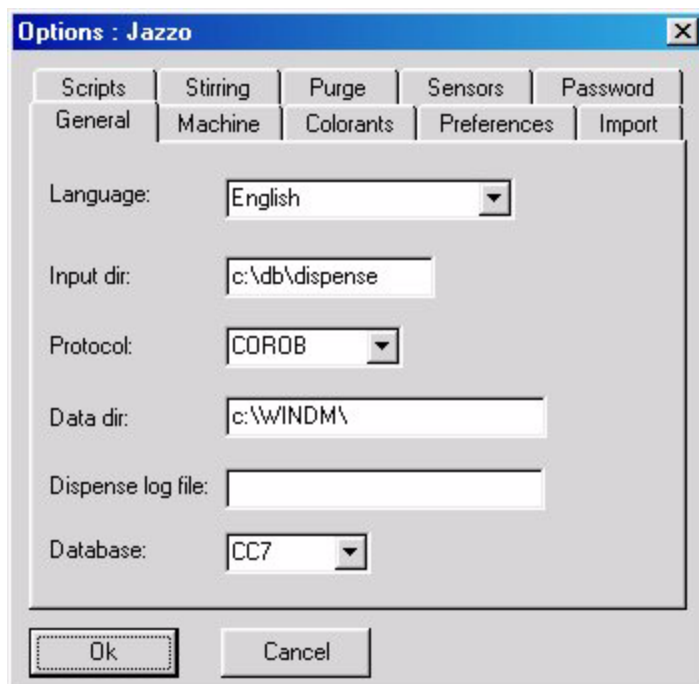 Options : Jazzo
Scripts Stirring Purge Sensors Password
General Machine Colorants Preferences Import
Language: English
Input dir: c:\db\dispense
Protocol: COROB
Data dir: c:\WINDM\
Dispense log file:
Database: CC7
Ok Cancel